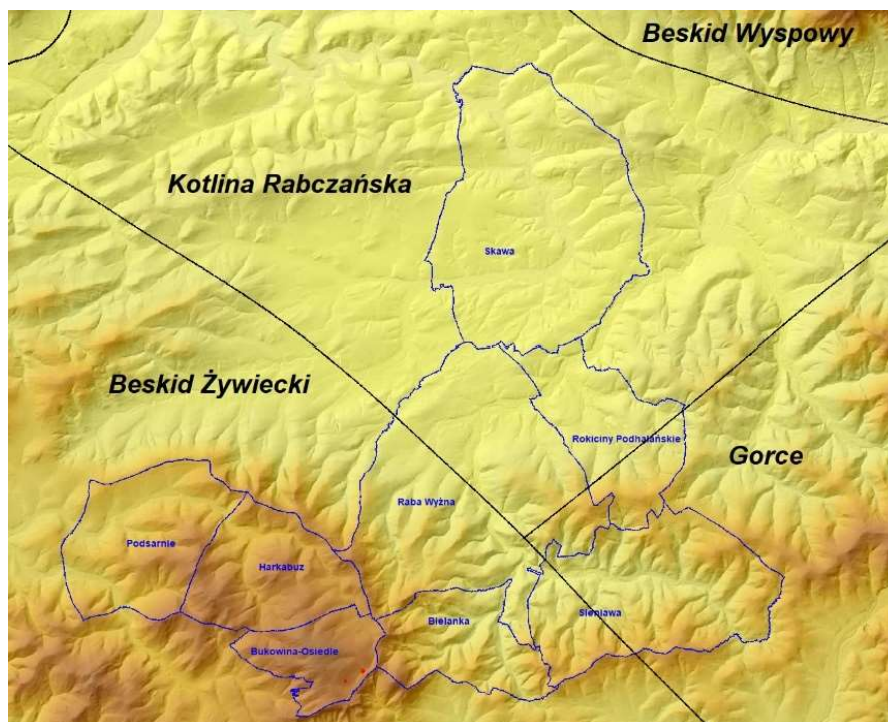 Beskid Wyspowy
Kotlina Rabczańska
Skawa
Beskid Żywiecki
Rokiciny Podhalańskie
Gorce
Raba Wyżna
Podsarnie
Harkabuz
Bielanka
Sieniawa
Bukowina-Osiedle